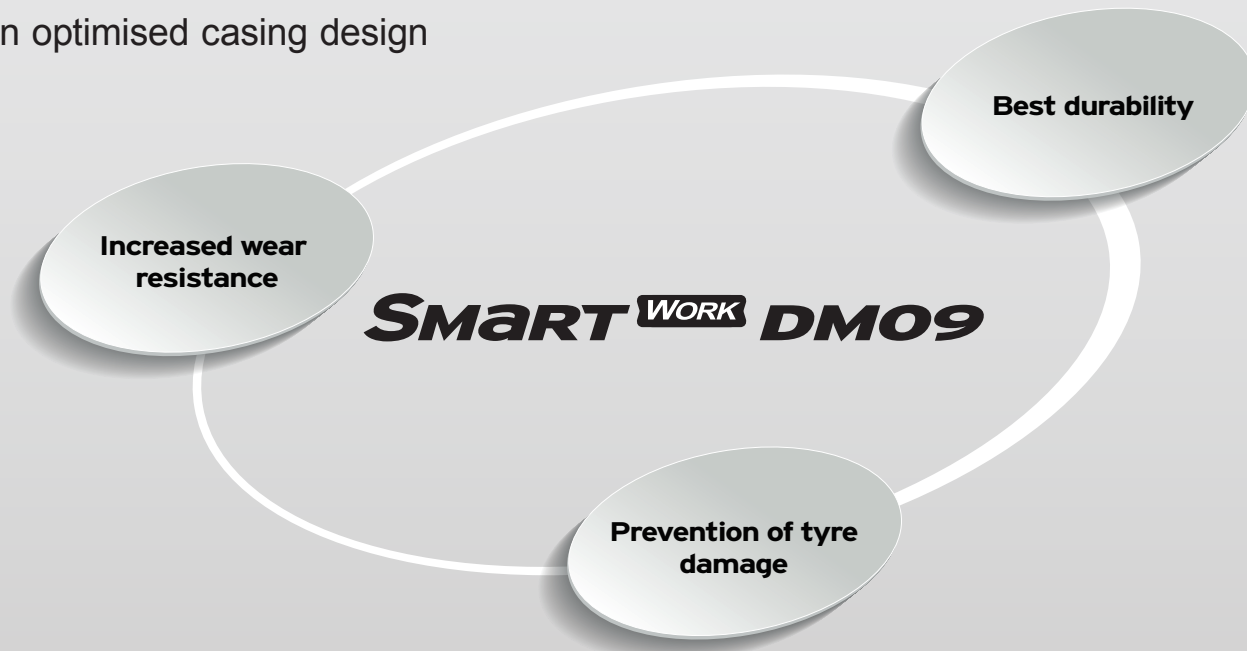 n optimised casing design
Best durability
Increased wear
resistance
SMART WORK DM09
Prevention of tyre
damage